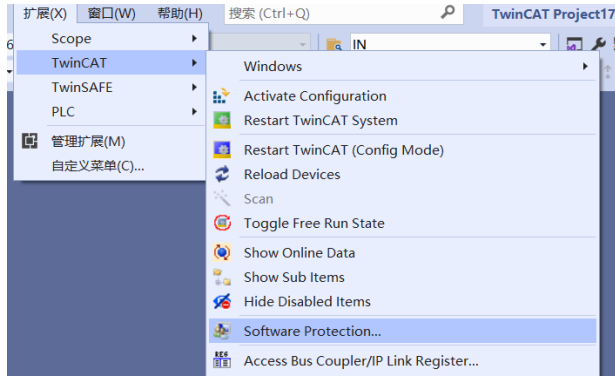 扩展(X) 窗口(W) 帮助(H) 搜索 (Ctrl+Q) TwinCAT Project17
Scope
IN
TwinCAT
Windows
TwinSAFE
Activate Configuration
PLC
Restart TwinCAT System
管理扩展(M)
Restart TwinCAT (Config Mode)
自定义菜单(C)...
Reload Devices
Scan
Toggle Free Run State
Show Online Data
Show Sub Items
Hide Disabled Items
Software Protection...
REG
Access Bus Coupler/IP Link Register...